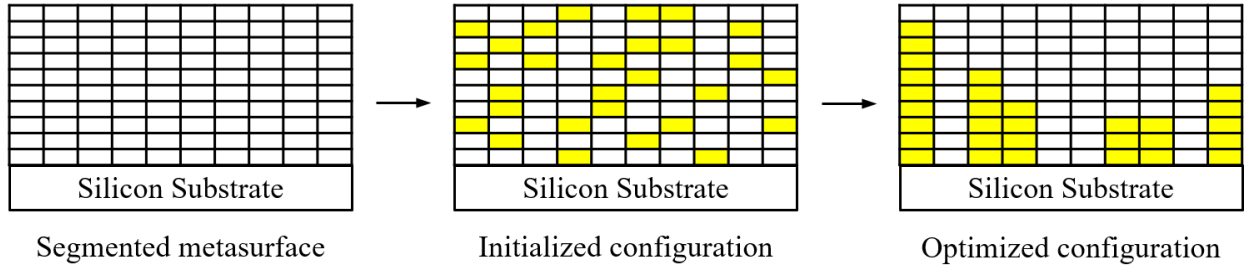 Silicon Substrate
Silicon Substrate
Silicon Substrate
Segmented metasurface
Initialized configuration
Optimized configuration